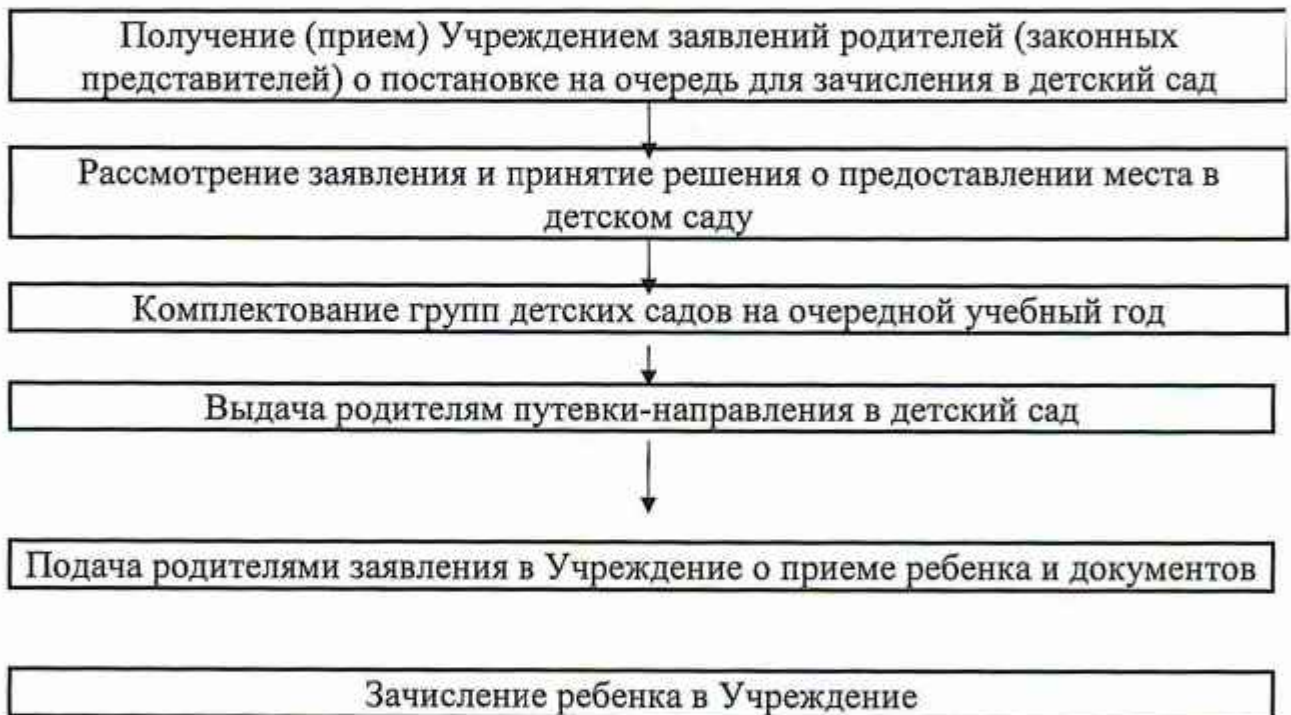 Получение (прием) Учреждением заявлений родителей (законных
представителей) о постановке на очередь для зачисления в детский сад
Рассмотрение заявления и принятие решения о предоставлении места в
детском саду
Комплектование групп детских садов на очередной учебный год
Выдача родителям путевки-направления в детский сад
Подача родителями заявления в Учреждение о приеме ребенка и документов
Зачисление ребенка в Учреждение